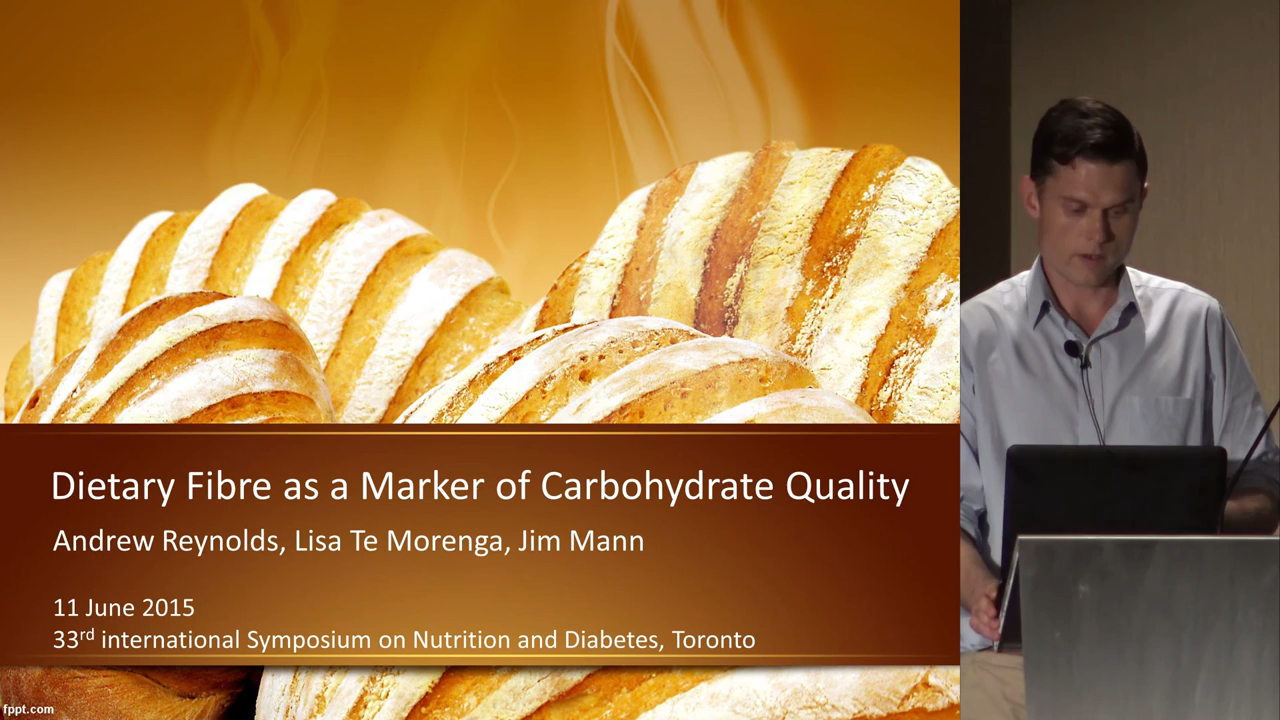 Dietary Fibre as a Marker of Carbohydrate Quality
Andrew Reynolds, Lisa Te Morenga, Jim Mann
11 June 2015
33rd international Symposium on Nutrition and Diabetes, Toronto
fppt.com